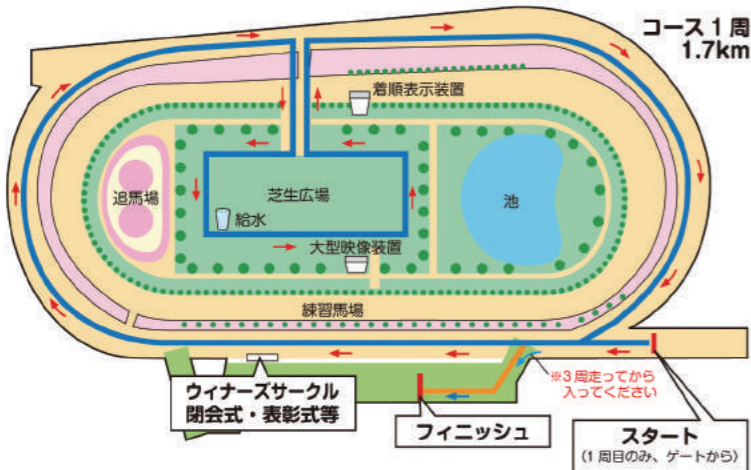 コース1周
1.7km
着順表示装置
追馬場
芝生広場
池
給水
大型映像装置
練習馬場
※3周走ってから
入ってください
ウィナーズサークル
閉会式・表彰式等
フィニッシュ
スタート
(1周目のみ、ゲートから)